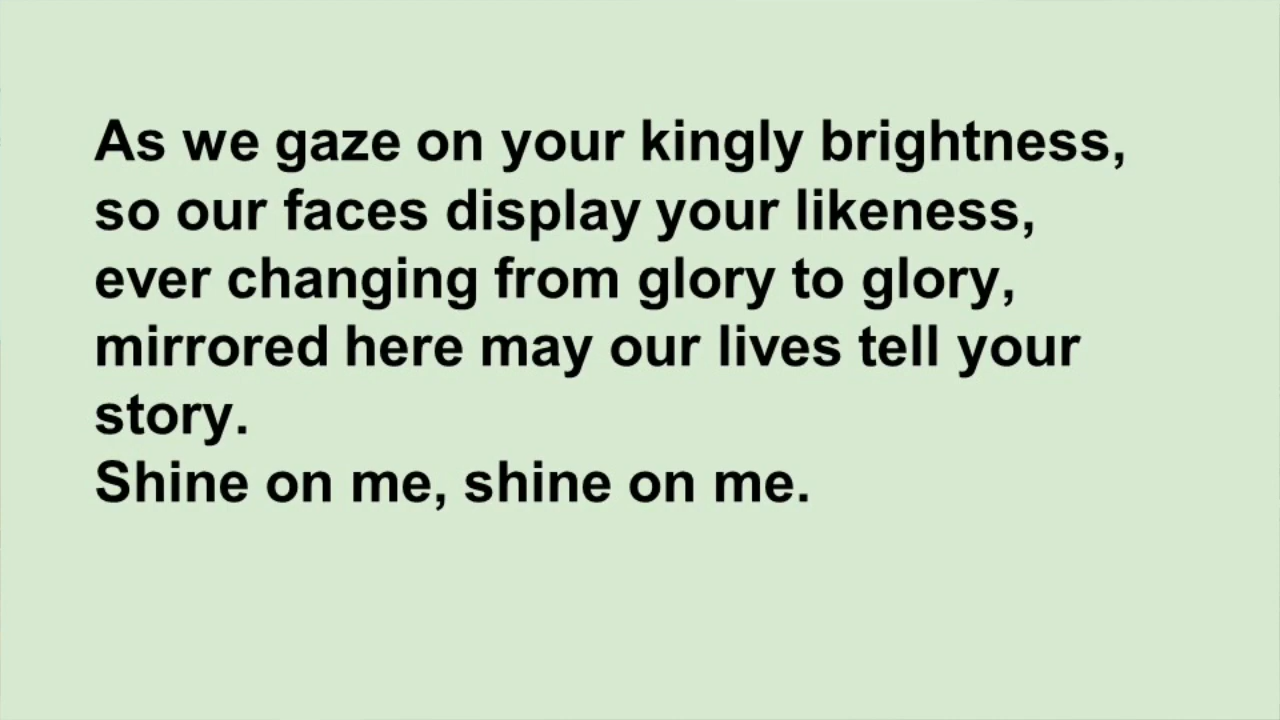 As we gaze on your kingly brightness,
so our faces display your likeness,
ever changing from glory to glory,
mirrored here may our lives tell your
story.
Shine on me, shine on me.